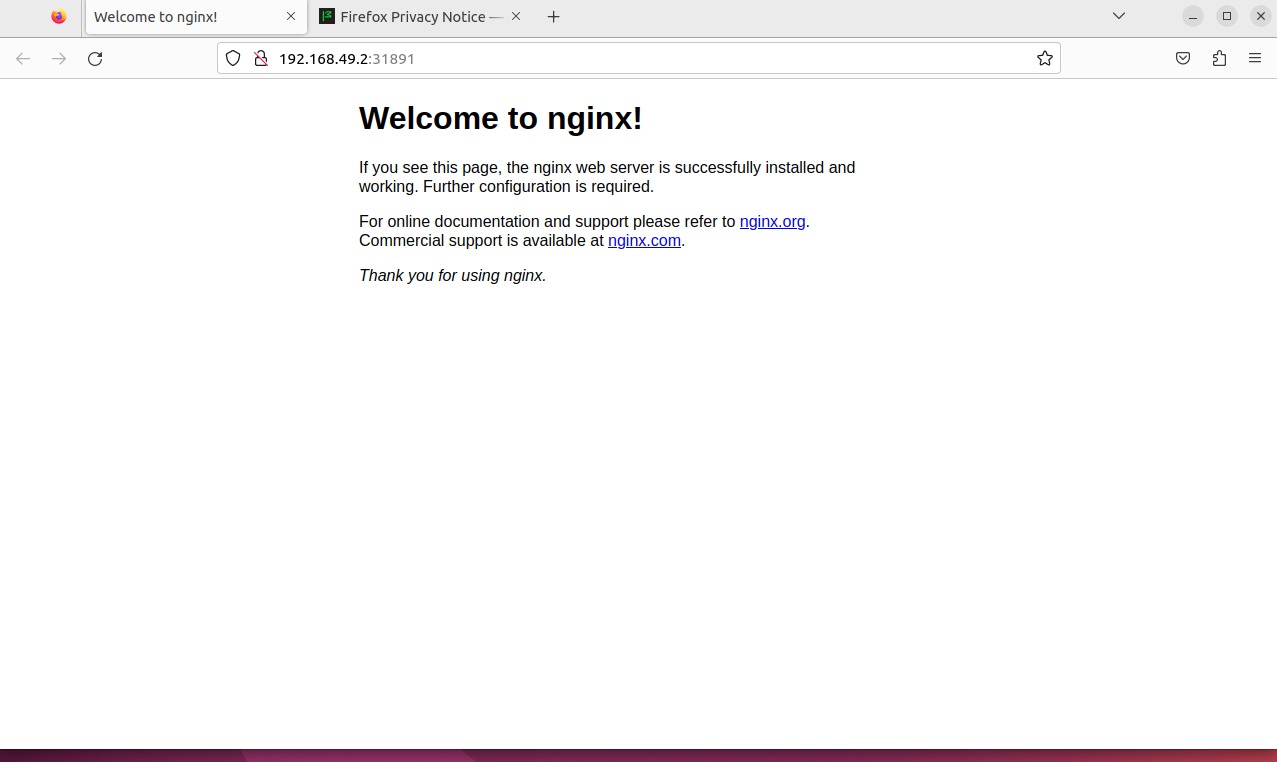 Welcome to nginx!
Firefox Privacy Notice —
192.168.49.2:31891
Welcome to nginx!
If you see this page, the nginx web server is successfully installed and
working. Further configuration is required.
For online documentation and support please refer to nginx.org.
Commercial support is available at nginx.com.
Thank you for using nginx.